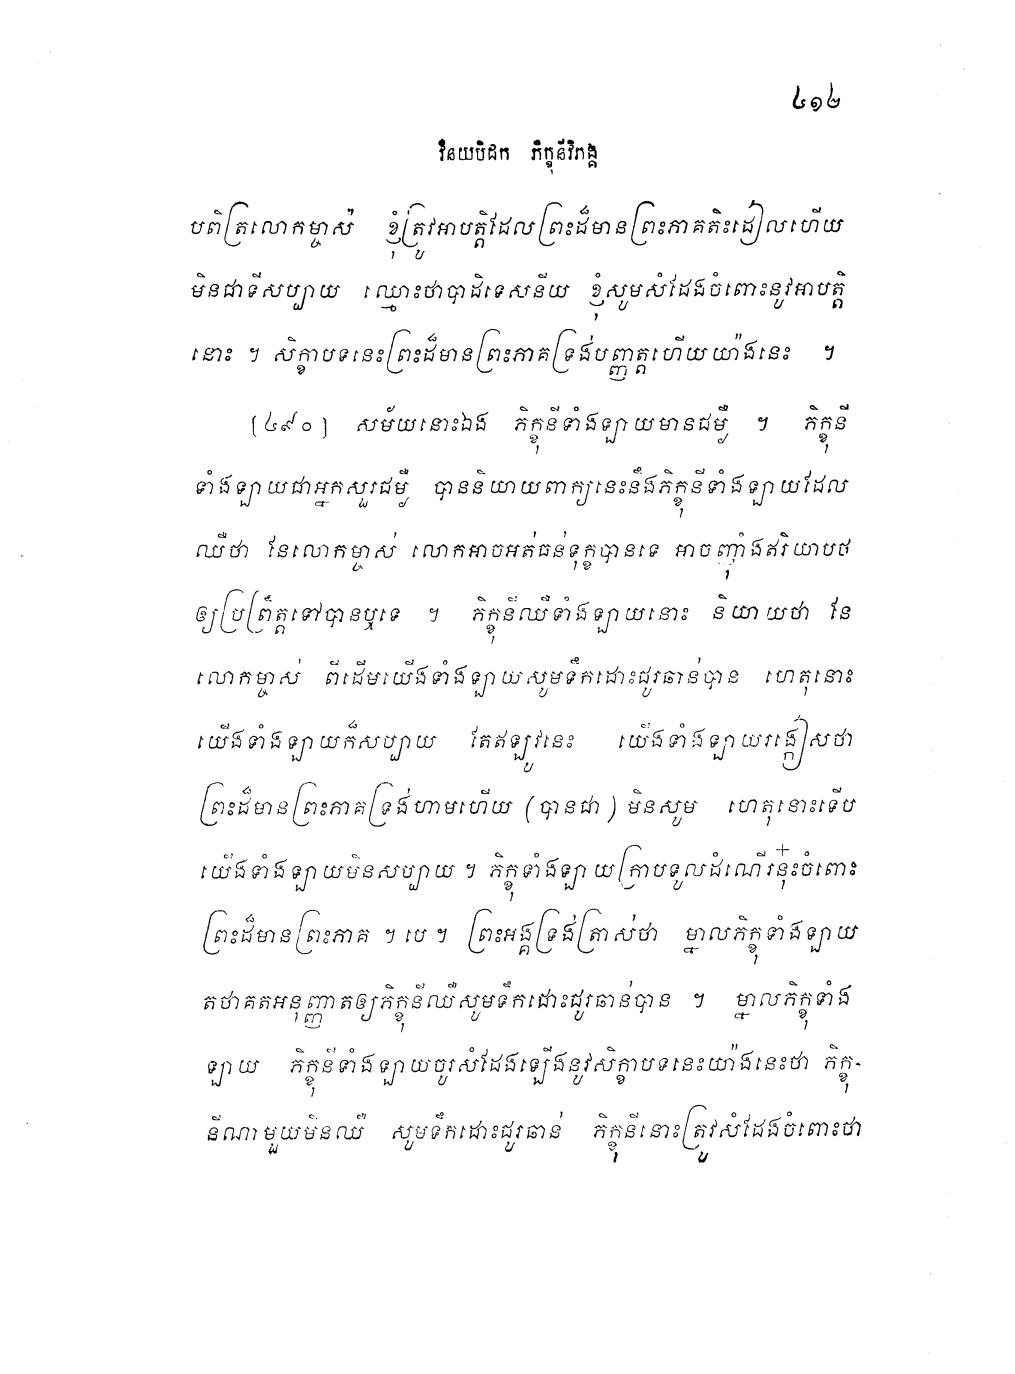 ៤១២
វិនយបិដក ភិក្ខុនីវិភង្គ
បពិត្រលោកម្ចាស់ ខ្ញុំត្រូវអាបត្តិដែលព្រះដ៏មានព្រះភាគតិះដៀលហើយ
មិនជាទីសប្បាយ ឈ្មោះថាបាដិទេសនីយ ខ្ញុំសូមសំដែងចំពោះនូវអាបត្តិ
នោះ ។ សិក្ខាបទនេះព្រះដ៏មានព្រះភាគទ្រង់បញ្ញត្តហើយយ៉ាងនេះ ។
[៤៩០] សម័យនោះឯង ភិក្ខុនីទាំងឡាយមានជម្ងឺ ។ ភិក្ខុនី
ទាំងឡាយជាអ្នកសួរជម្ងឺ បាននិយាយពាក្យនេះនឹងភិក្ខុនីទាំងឡាយដែល
ឈឺថា នែលោកម្ចាស់ លោកអាចអត់ធន់ទុក្ខបានទេ អាចញ៉ាំងឥរិយាបថ
ឲ្យប្រព្រឹត្តទៅបានឬទេ ។ ភិក្ខុនីឈឺទាំងឡាយនោះ និយាយថា នែ
លោកម្ចាស់ ពីដើមយើងទាំងឡាយសូមទឹកដោះជូរឆាន់បាន ហេតុនោះ
យើងទាំងឡាយក៏សប្បាយ តែឥឡូវនេះ យើងទាំងឡាយរង្កៀសថា
ព្រះដ៏មានព្រះភាគទ្រង់ហាមហើយ (បានជា) មិនសូម ហេតុនោះទើប
យើងទាំងឡាយមិនសប្បាយ ។ ភិក្ខុទាំងឡាយក្រាបទូលដំណើរនុ៎ះចំពោះ
ព្រះដ៏មានព្រះភាគ ។ បេ ។ ព្រះអង្គទ្រង់ត្រាស់ថា ម្នាលភិក្ខុទាំងឡាយ
តថាគតអនុញ្ញាតឲ្យភិក្ខុនីឈឺសូមទឹកដោះជូរឆាន់បាន ។ ម្នាលភិក្ខុទាំង
ឡាយ ភិក្ខុនីទាំងឡាយចូរសំដែងឡើងនូវសិក្ខាបទនេះយ៉ាងនេះថា ភិក្ខុ-
នីណាមួយមិនឈឺ សូមទឹកដោះជូរឆាន់ ភិក្ខុនីនោះត្រូវសំដែងចំពោះថា